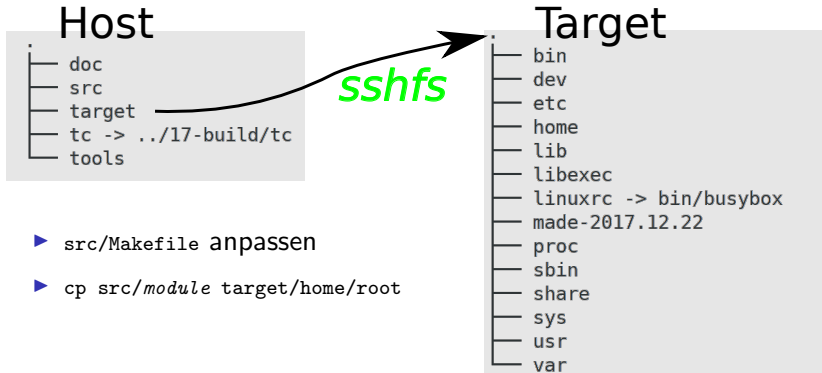 Host
.
├── doc
├── src
├── target
├── tc -> ../17-build/tc
└── tools
sshfs
▶ src/Makefile anpassen
▶ cp src/module target/home/root
Target
.
├── bin
├── dev
├── etc
├── home
├── lib
├── libexec
├── linuxrc -> bin/busybox
├── made-2017.12.22
├── proc
├── sbin
├── share
├── sys
├── usr
└── var